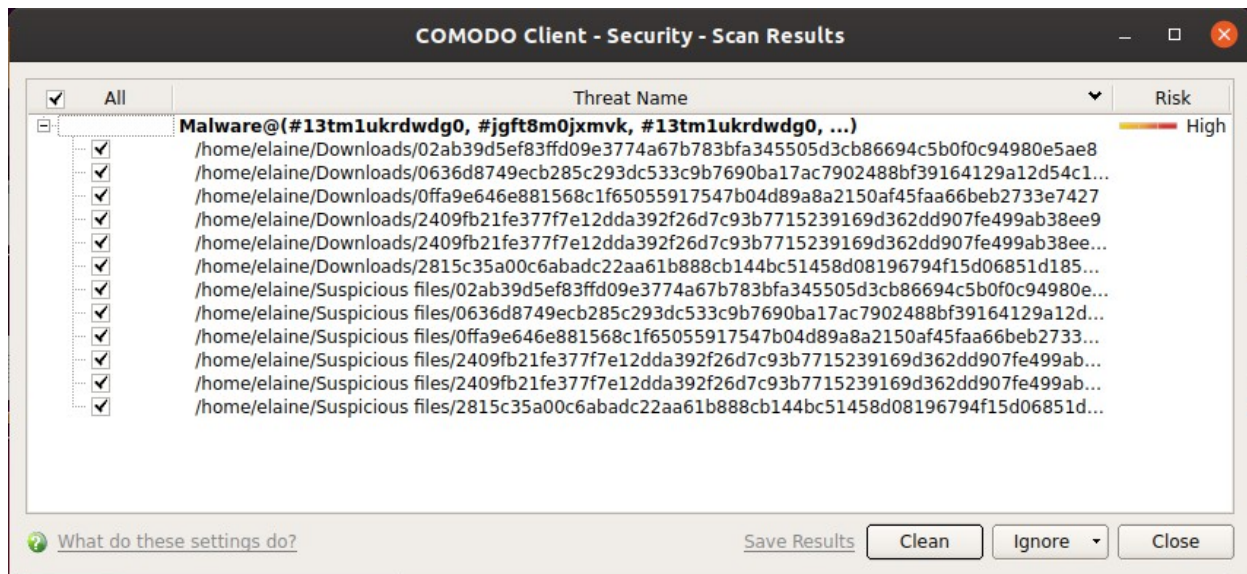 COMODO Client - Security - Scan Results
All Threat Name Risk
Malware@(#13tm1ukrdwdg0, #jgft8m0jxmvk, #13tm1ukrdwdg0, ...) High
/home/elaine/Downloads/02ab39d5ef83ffd09e3774a67b783bfa345505d3cb86694c5b0f0c94980e5ae8
/home/elaine/Downloads/0636d8749ecb285c293dc533c9b7690ba17ac7902488bf39164129a12d54c1...
/home/elaine/Downloads/0ffa9e646e881568c1f65055917547b04d89a8a2150af45faa66beb2733e7427
/home/elaine/Downloads/2409fb21fe377f7e12dda392f26d7c93b7715239169d362dd907fe499ab38ee9
/home/elaine/Downloads/2409fb21fe377f7e12dda392f26d7c93b7715239169d362dd907fe499ab38ee...
/home/elaine/Downloads/2815c35a00c6abadc22aa61b888cb144bc51458d08196794f15d06851d185...
/home/elaine/Suspicious files/02ab39d5ef83ffd09e3774a67b783bfa345505d3cb86694c5b0f0c94980e...
/home/elaine/Suspicious files/0636d8749ecb285c293dc533c9b7690ba17ac7902488bf39164129a12d...
/home/elaine/Suspicious files/0ffa9e646e881568c1f65055917547b04d89a8a2150af45faa66beb2733...
/home/elaine/Suspicious files/2409fb21fe377f7e12dda392f26d7c93b7715239169d362dd907fe499ab...
/home/elaine/Suspicious files/2409fb21fe377f7e12dda392f26d7c93b7715239169d362dd907fe499ab...
/home/elaine/Suspicious files/2815c35a00c6abadc22aa61b888cb144bc51458d08196794f15d06851d...
What do these settings do? Save Results Clean Ignore Close